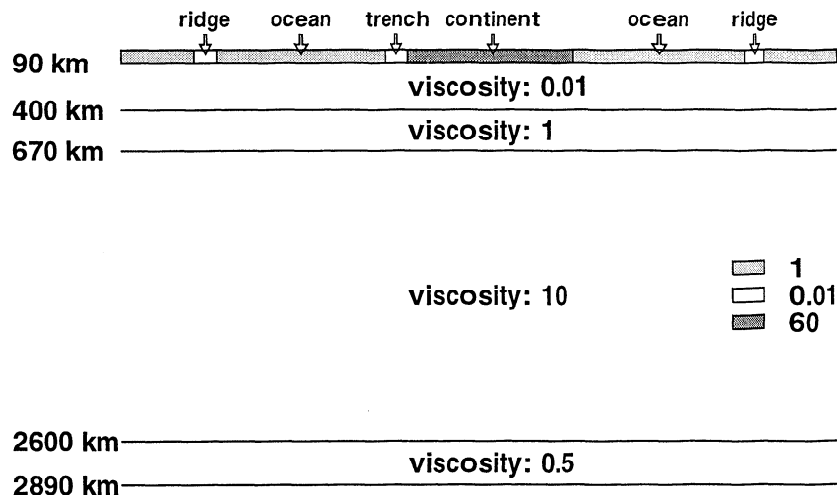 ridge ocean trench continent ocean ridge
90 km
viscosity: 0.01
400 km
viscosity: 1
670 km
1
viscosity: 10
0.01
60
2600 km
viscosity: 0.5
2890 km